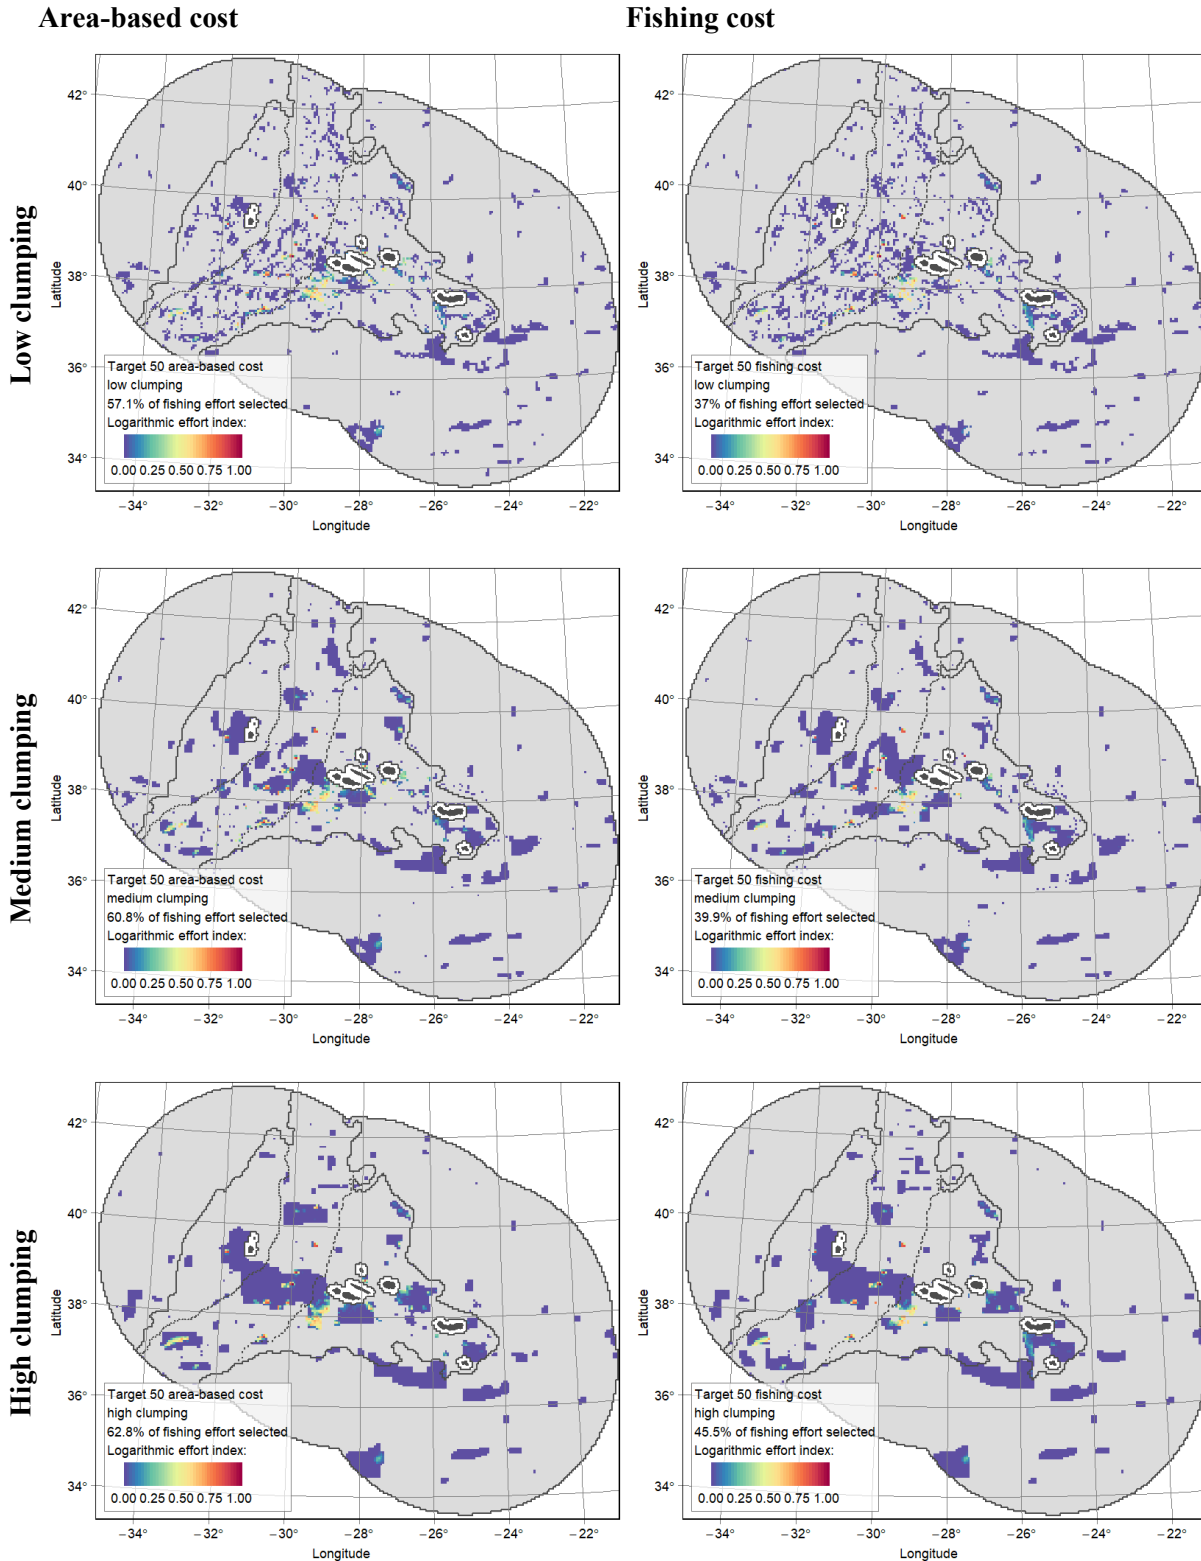 Area-based cost
Fishing cost
Low clumping
42°
40°
38°
36°
34°
Latitude
Target 50 area-based cost
low clumping
57.1% of fishing effort selected
Logarithmic effort index:
0.00 0.25 0.50 0.75 1.00
−34° −32° −30° −28° −26° −24° −22°
Longitude
42°
40°
38°
36°
34°
Latitude
Target 50 fishing cost
low clumping
37% of fishing effort selected
Logarithmic effort index:
0.00 0.25 0.50 0.75 1.00
−34° −32° −30° −28° −26° −24° −22°
Longitude
Medium clumping
42°
40°
38°
36°
34°
Latitude
Target 50 area-based cost
medium clumping
60.8% of fishing effort selected
Logarithmic effort index:
0.00 0.25 0.50 0.75 1.00
−34° −32° −30° −28° −26° −24° −22°
Longitude
42°
40°
38°
36°
34°
Latitude
Target 50 fishing cost
medium clumping
39.9% of fishing effort selected
Logarithmic effort index:
0.00 0.25 0.50 0.75 1.00
−34° −32° −30° −28° −26° −24° −22°
Longitude
High clumping
42°
40°
38°
36°
34°
Latitude
Target 50 area-based cost
high clumping
62.8% of fishing effort selected
Logarithmic effort index:
0.00 0.25 0.50 0.75 1.00
−34° −32° −30° −28° −26° −24° −22°
Longitude
42°
40°
38°
36°
34°
Latitude
Target 50 fishing cost
high clumping
45.5% of fishing effort selected
Logarithmic effort index:
0.00 0.25 0.50 0.75 1.00
−34° −32° −30° −28° −26° −24° −22°
Longitude